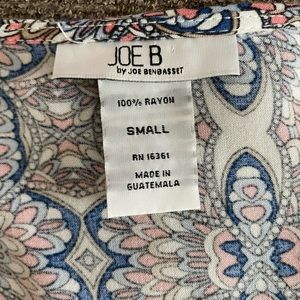 JOE B
by JOE BENBASSET
100% RAYON
SMALL
RN 16361
MADE IN
GUATEMALA